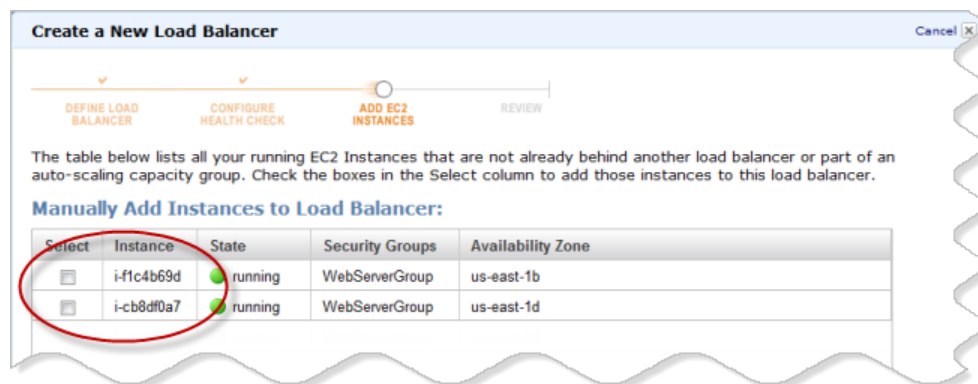 Create a New Load Balancer
Cancel X
DEFINE LOAD
BALANCER
CONFIGURE
HEALTH CHECK
ADD EC2
INSTANCES
REVIEW
The table below lists all your running EC2 Instances that are not already behind another load balancer or part of an
auto-scaling capacity group. Check the boxes in the Select column to add those instances to this load balancer.
Manually Add Instances to Load Balancer:
Select Instance State Security Groups Availability Zone
i-f1c4b69d running WebServerGroup us-east-1b
i-cb8df0a7 running WebServerGroup us-east-1d